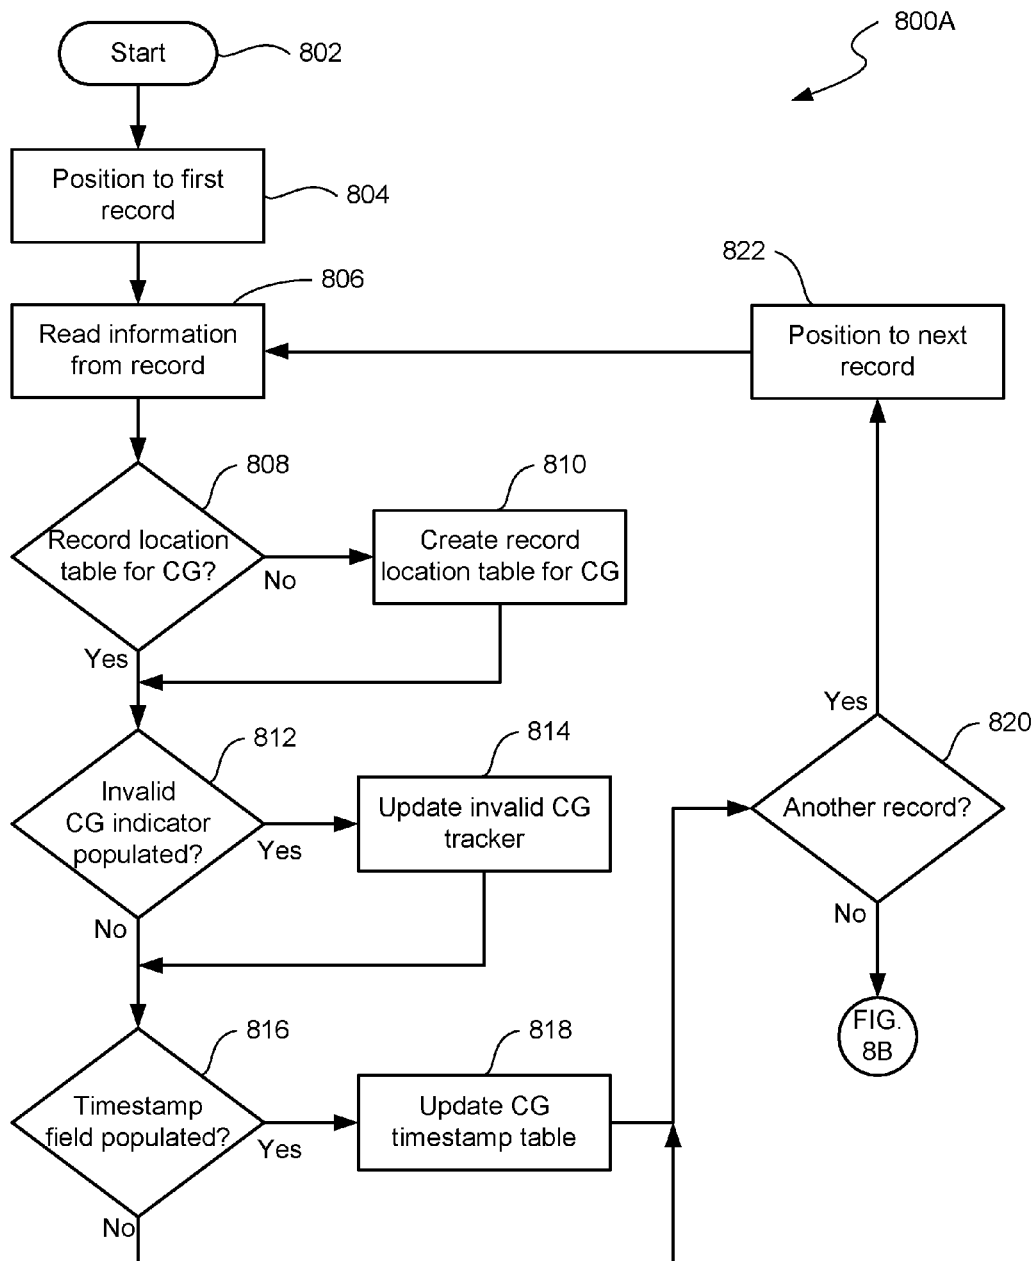 800A
Start
802
Position to first
record
804
806
822
Read information
from record
Position to next
record
808
810
Record location
table for CG?
No
Create record
location table for CG
Yes
Yes
820
812
814
Invalid
CG indicator
populated?
Yes
Update invalid CG
tracker
Another record?
No
No
816
818
FIG.
8B
Timestamp
field populated?
Yes
Update CG
timestamp table
No